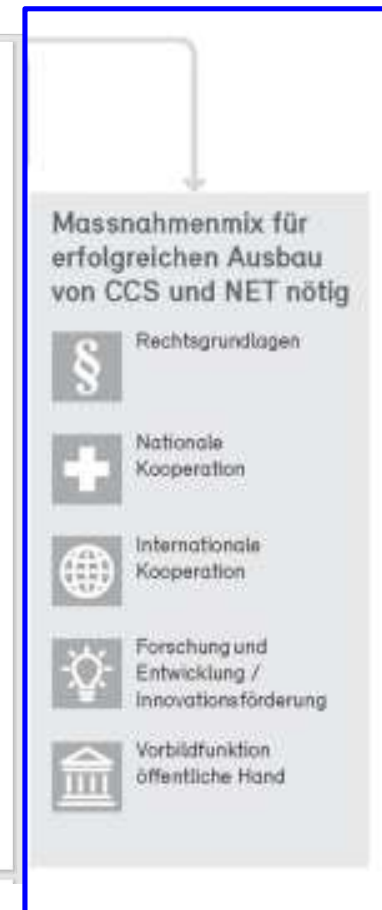 Massnahmenmix für
erfolgreichen Ausbau
von CCS und NET nötig
§
Rechtsgrundlagen
Nationale
Kooperation
Internationale
Kooperation
Forschung und
Entwicklung /
Innovationsförderung
Vorbildfunktion
öffentliche Hand